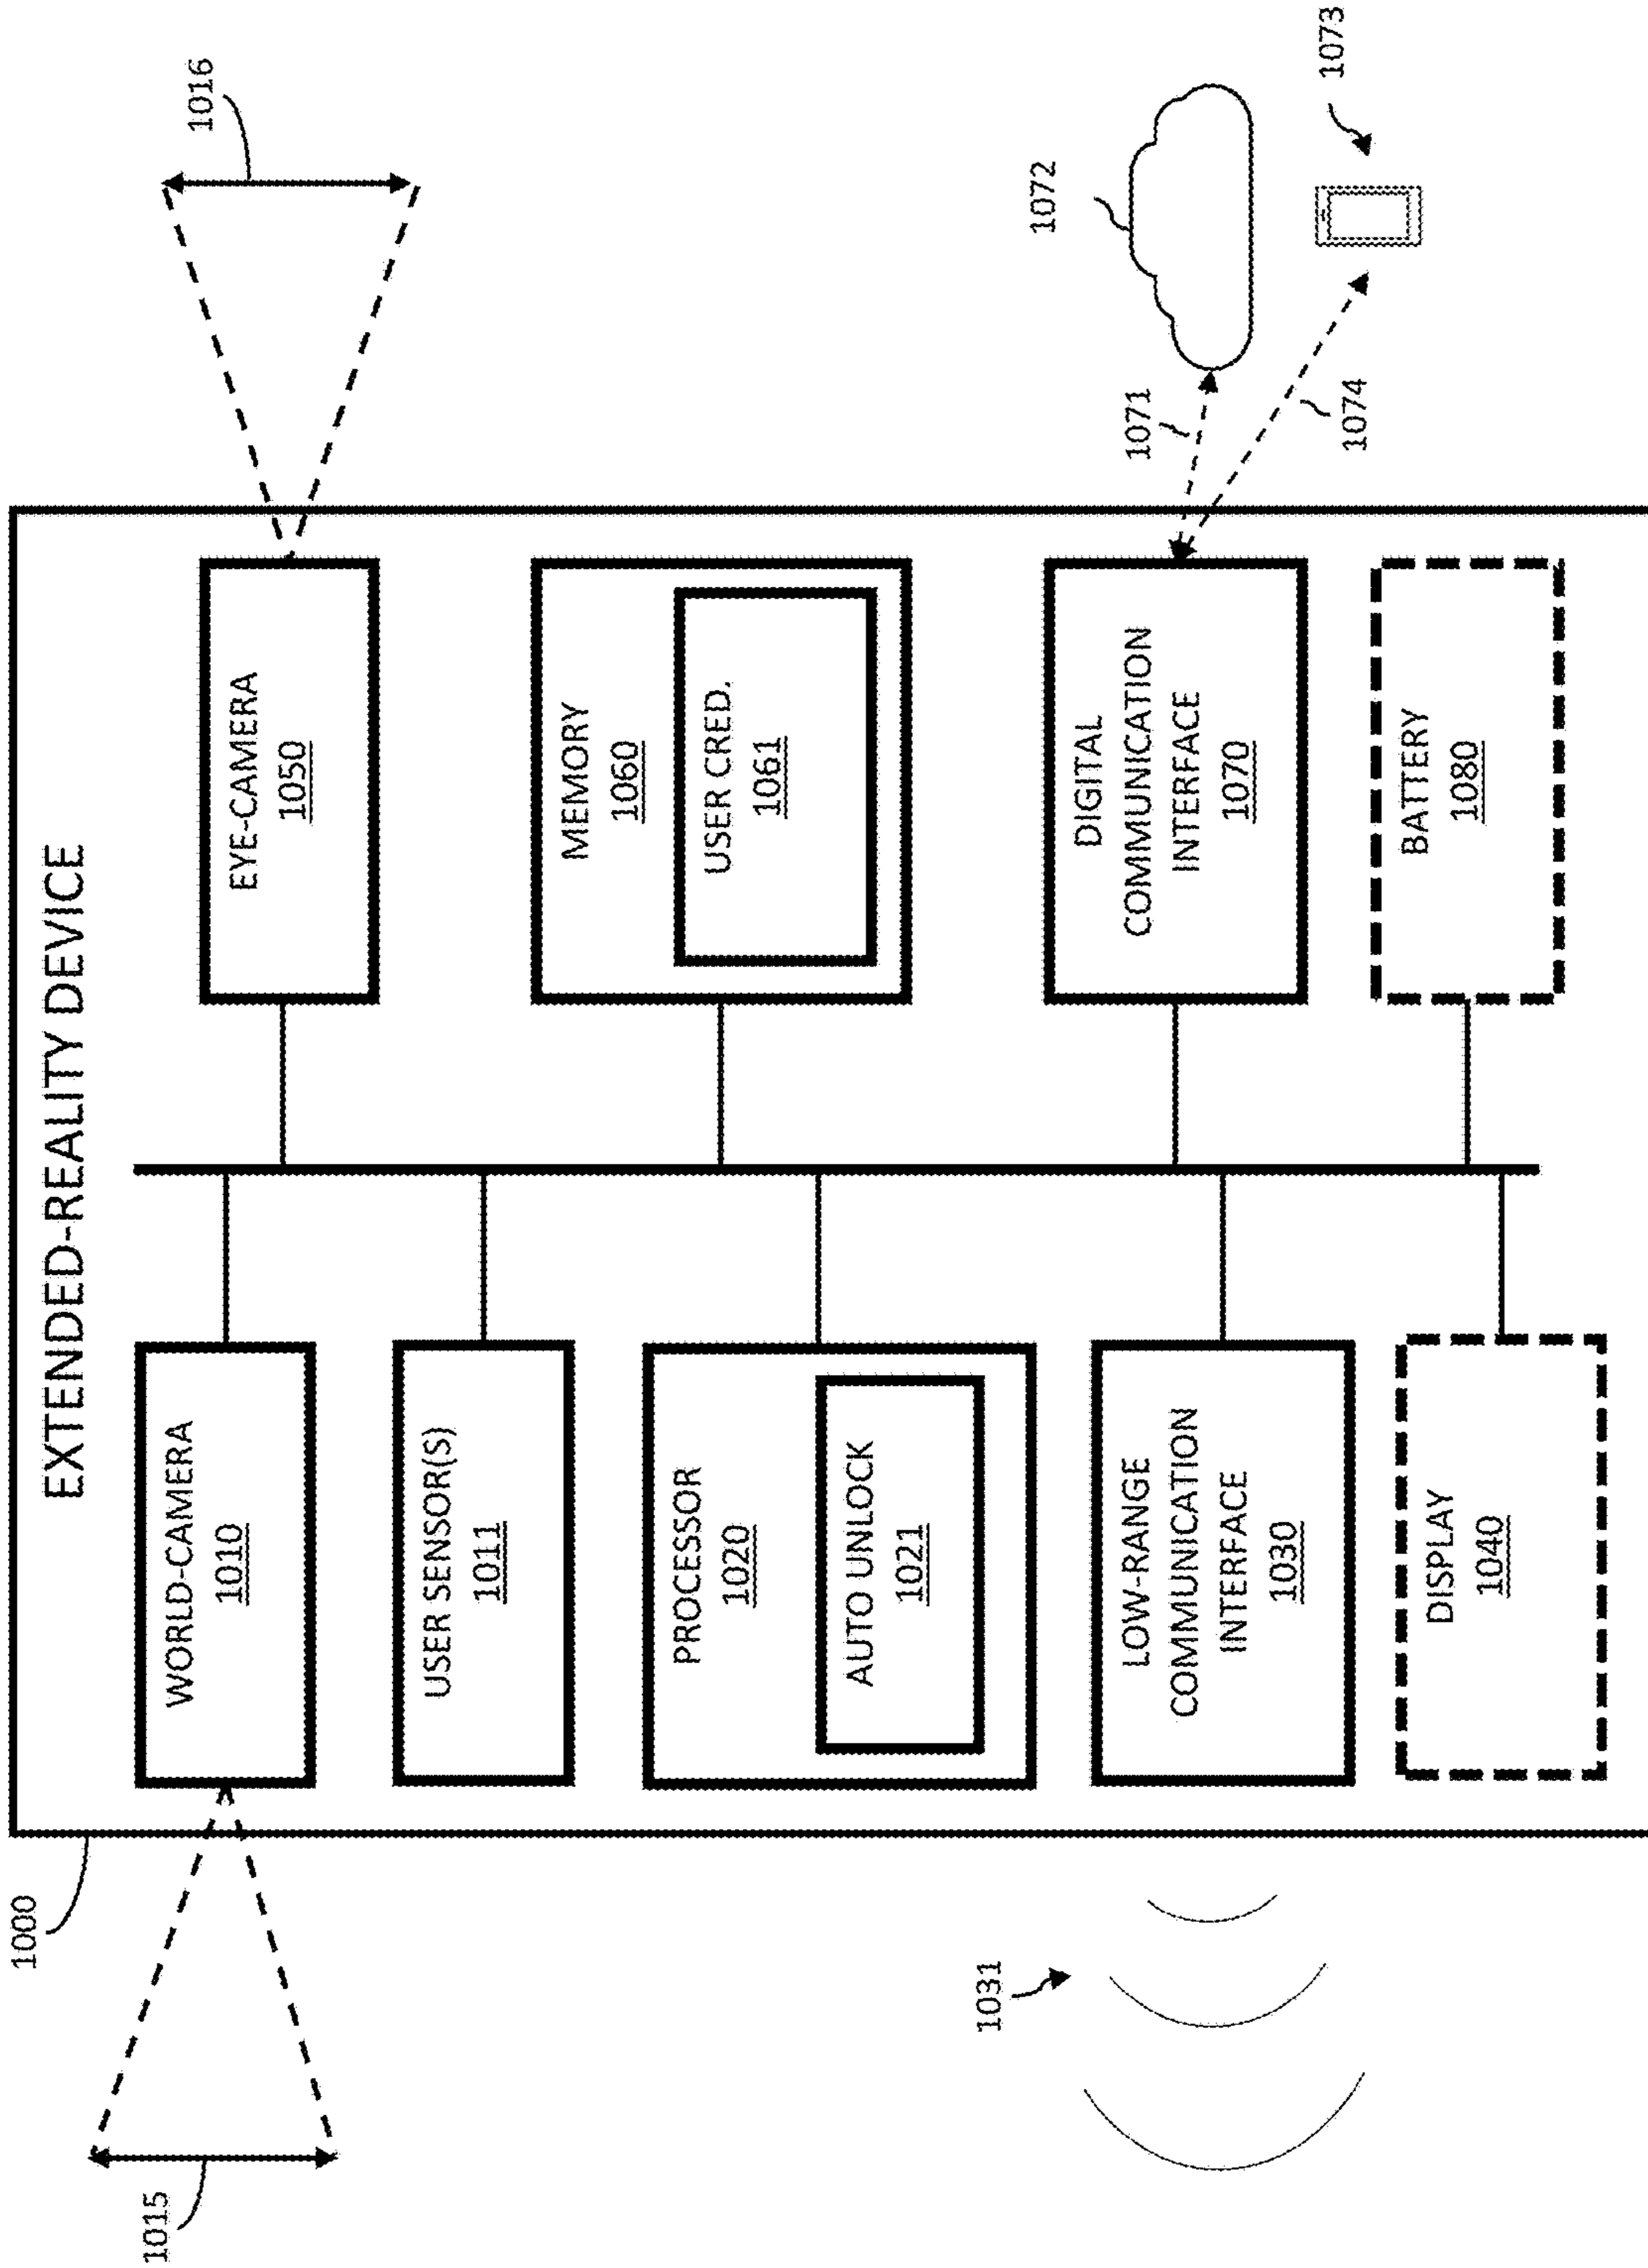 EXTENDED-REALITY DEVICE
1000
1015
WORLD-CAMERA
1010
USER SENSOR(S)
1011
PROCESSOR
1020
AUTO UNLOCK
1021
1031
LOW-RANGE
COMMUNICATION
INTERFACE
1030
DISPLAY
1040
EYE-CAMERA
1050
1016
MEMORY
1060
USER CRED.
1061
DIGITAL
COMMUNICATION
INTERFACE
1070
1071
1072
1074
1073
BATTERY
1080